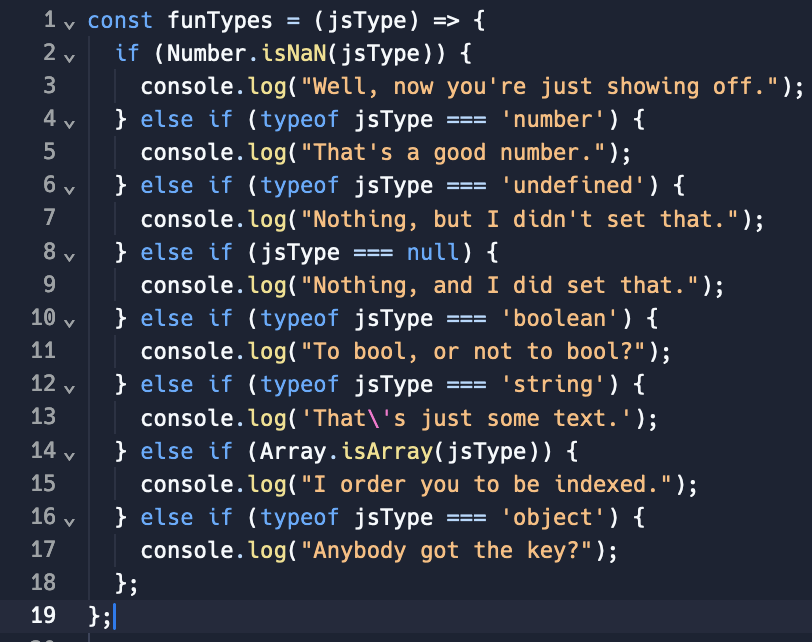 1 const funTypes = (jsType) => {
2   if (Number.isNaN(jsType)) {
3     console.log("Well, now you're just showing off.");
4   } else if (typeof jsType === 'number') {
5     console.log("That's a good number.");
6   } else if (typeof jsType === 'undefined') {
7     console.log("Nothing, but I didn't set that.");
8   } else if (jsType === null) {
9     console.log("Nothing, and I did set that.");
10   } else if (typeof jsType === 'boolean') {
11     console.log("To bool, or not to bool?");
12   } else if (typeof jsType === 'string') {
13     console.log('That\'s just some text.');
14   } else if (Array.isArray(jsType)) {
15     console.log("I order you to be indexed.");
16   } else if (typeof jsType === 'object') {
17     console.log("Anybody got the key?");
18   };
19 };